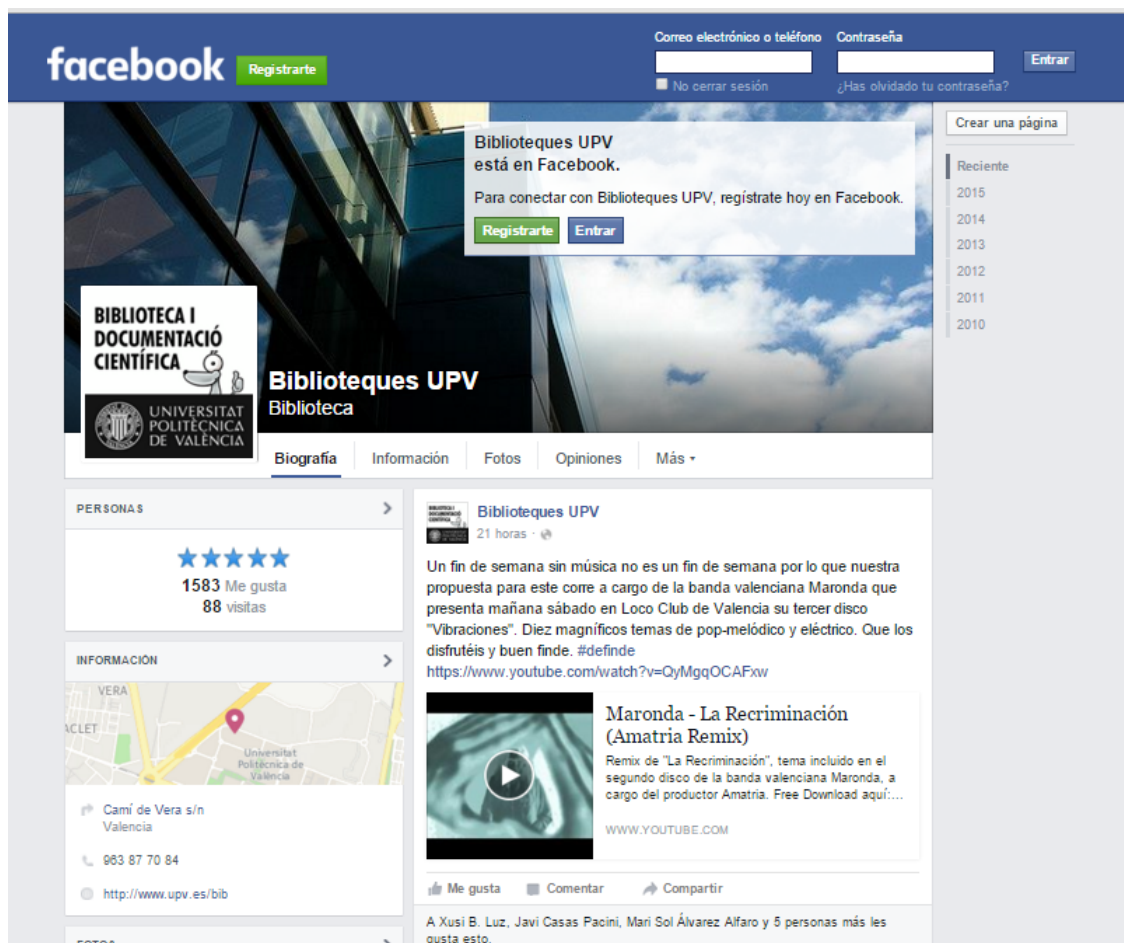 facebook
Registrarte
Correo electrónico o teléfono
Contraseña
Entrar
No cerrar sesión
¿Has olvidado tu contraseña?
Biblioteques UPV
está en Facebook.
Para conectar con Biblioteques UPV, regístrate hoy en Facebook.
Registrarte
Entrar
Crear una página
Reciente
2015
2014
2013
2012
2011
2010
BIBLIOTECA I
DOCUMENTACIÓ
CIENTÍFICA
UNIVERSITAT
POLITÈCNICA
DE VALÈNCIA
Biblioteques UPV
Biblioteca
Biografía
Información
Fotos
Opiniones
Más
PERSONAS
1583 Me gusta
88 visitas
INFORMACIÓN
VERA
ACLET
Universitat
Politècnica de
València
Camí de Vera s/n
Valencia
963 87 70 84
http://www.upv.es/bib
FOTOS
Biblioteques UPV
21 horas ·
Un fin de semana sin música no es un fin de semana por lo que nuestra
propuesta para este corre a cargo de la banda valenciana Maronda que
presenta mañana sábado en Loco Club de Valencia su tercer disco
"Vibraciones". Diez magníficos temas de pop-melódico y eléctrico. Que los
disfrutéis y buen finde. #definde
https://www.youtube.com/watch?v=QyMgqOCAFxw
Maronda - La Recriminación
(Amatria Remix)
Remix de "La Recriminación", tema incluido en el
segundo disco de la banda valenciana Maronda, a
cargo del productor Amatria. Free Download aquí:...
WWW.YOUTUBE.COM
Me gusta
Comentar
Compartir
A Xusi B. Luz, Javi Casas Pacini, Mari Sol Álvarez Alfaro y 5 personas más les
gusta esto.